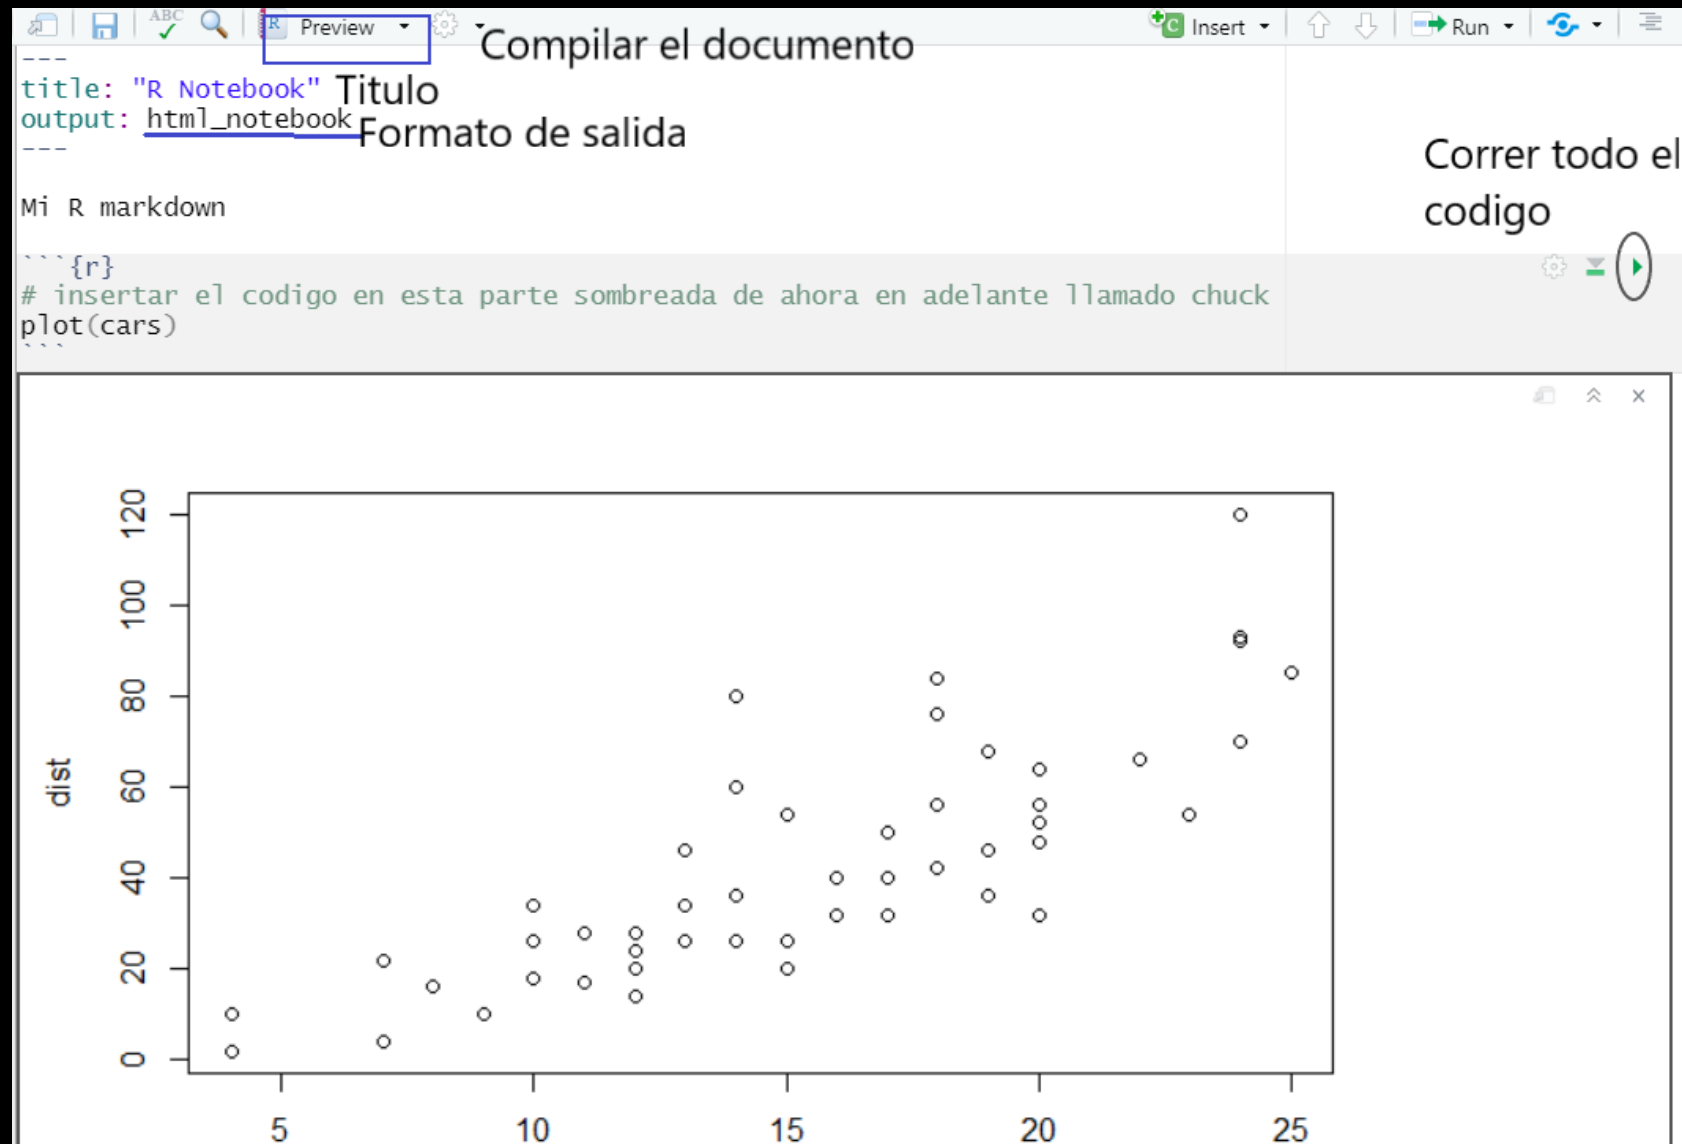 ABC Preview Insert Run
Compilar el documento
---
title: "R Notebook" Titulo
output: html_notebook Formato de salida
---
Correr todo el
codigo
Mi R markdown
```{r}
# insertar el codigo en esta parte sombreada de ahora en adelante llamado chuck
plot(cars)
```
120
100
80
60
40
20
0
dist
5 10 15 20 25